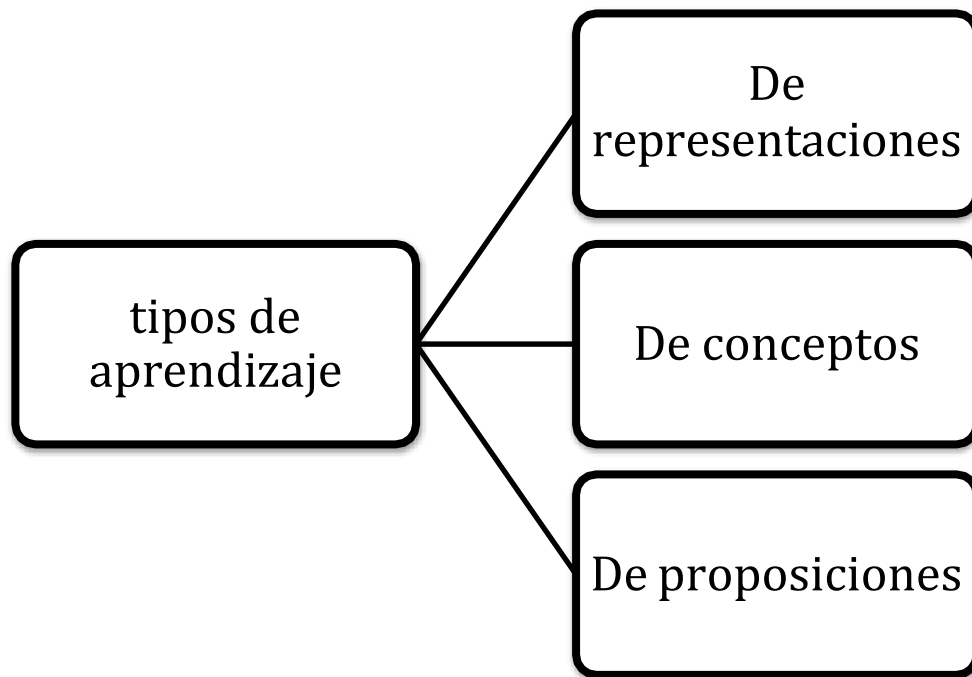 tipos de
aprendizaje
De
representaciones
De conceptos
De proposiciones